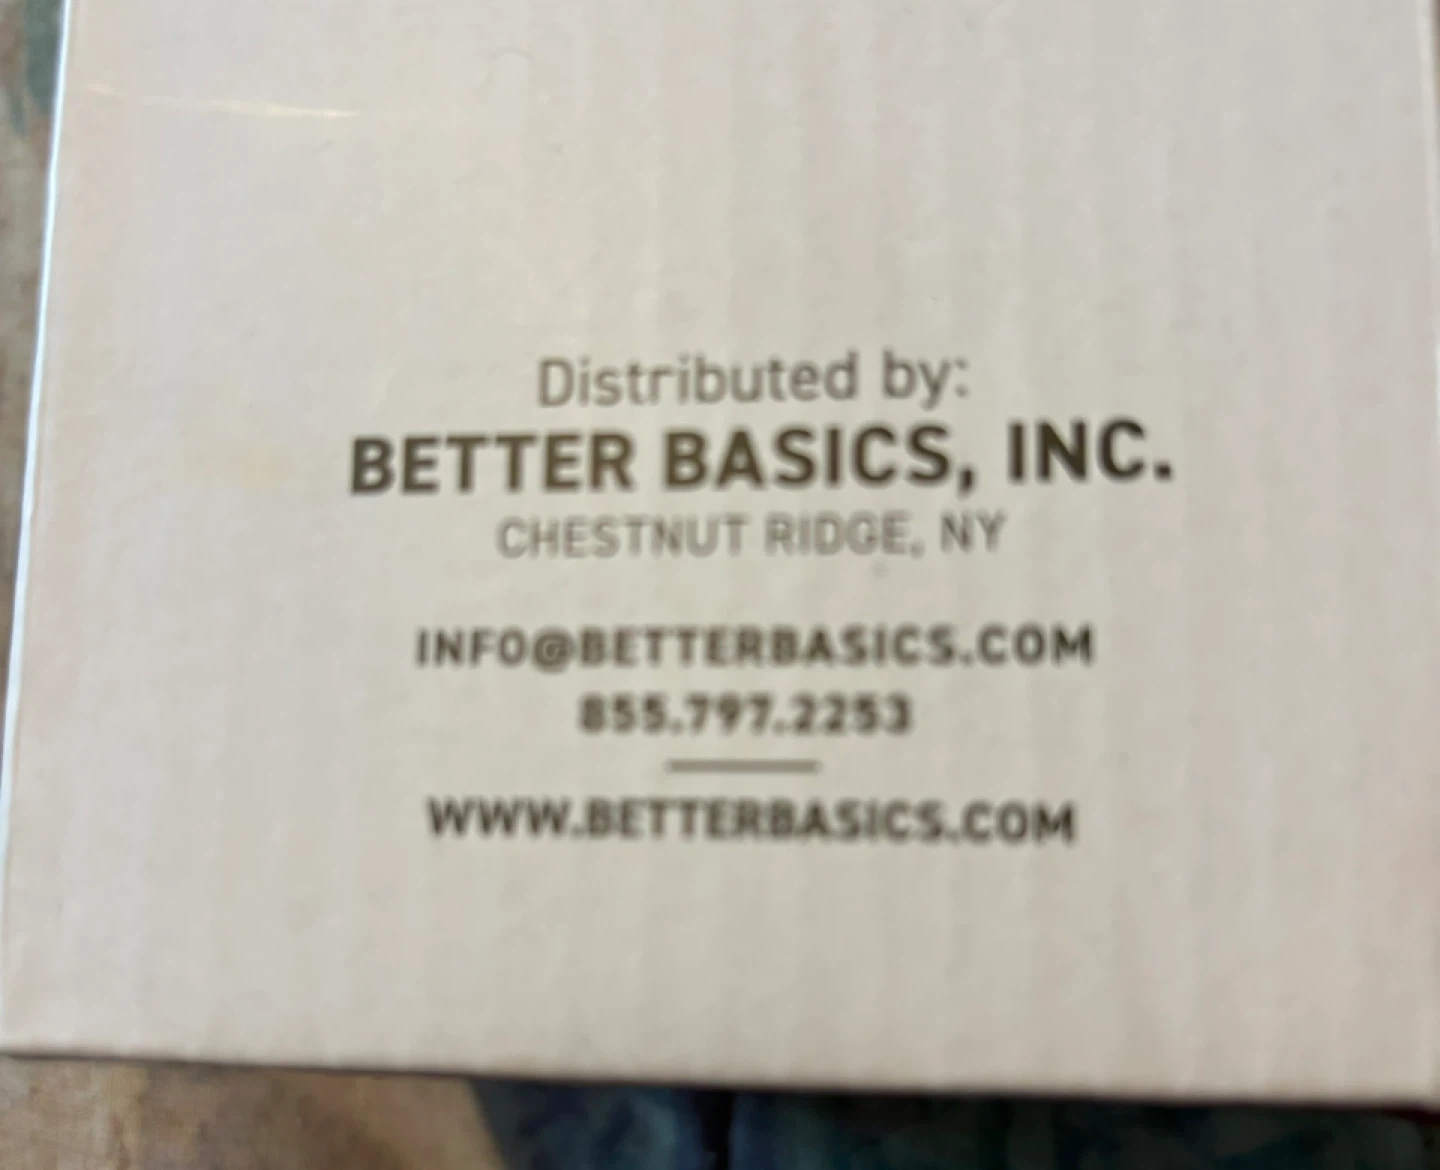 Distributed by:
BETTER BASICS, INC.
CHESTNUT RIDGE, NY
INFO@BETTERBASICS.COM
855.797.2253
WWW.BETTERBASICS.COM